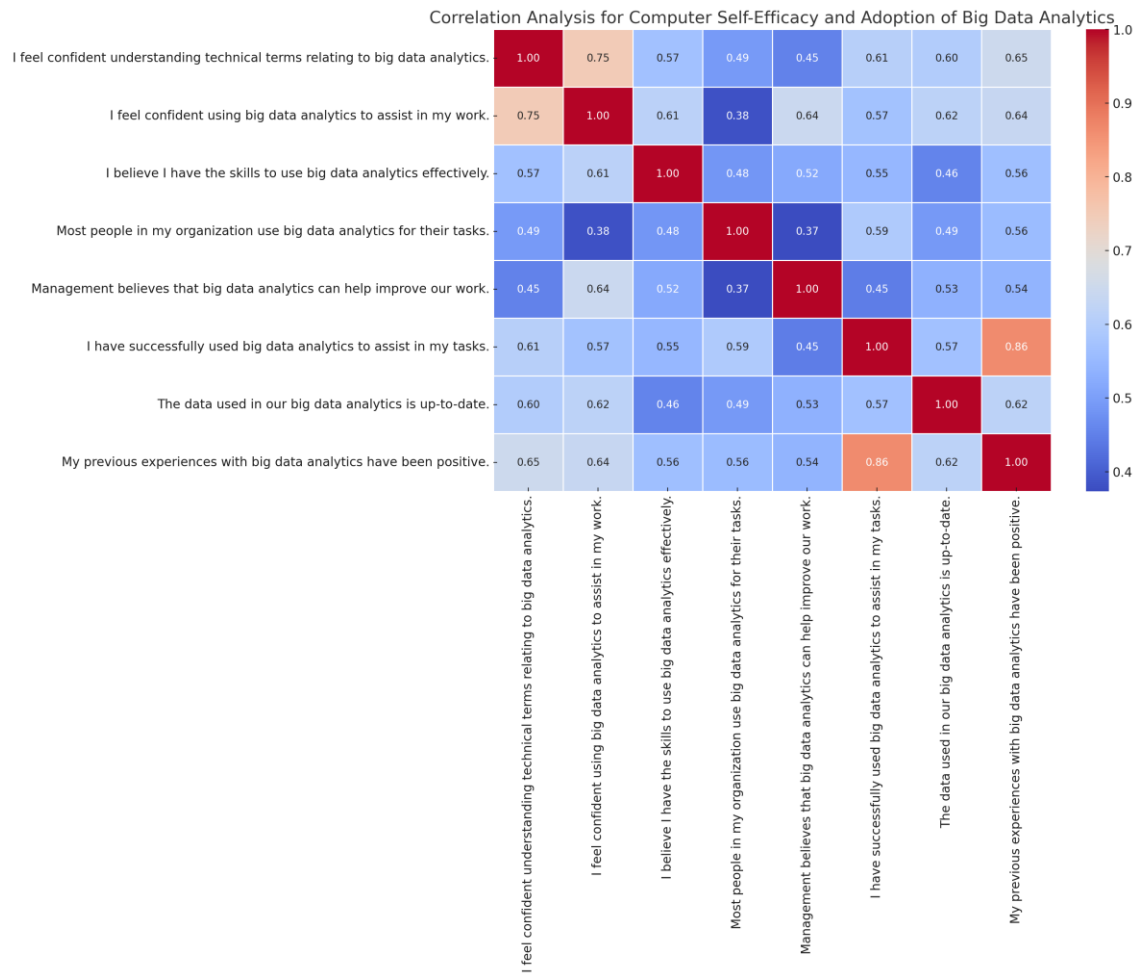 Correlation Analysis for Computer Self-Efficacy and Adoption of Big Data Analytics
I feel confident understanding technical terms relating to big data analytics. 1.00 0.75 0.57 0.49 0.45 0.61 0.60 0.65
I feel confident using big data analytics to assist in my work. 0.75 1.00 0.61 0.38 0.64 0.57 0.62 0.64
I believe I have the skills to use big data analytics effectively. 0.57 0.61 1.00 0.48 0.52 0.55 0.46 0.56
Most people in my organization use big data analytics for their tasks. 0.49 0.38 0.48 1.00 0.37 0.59 0.49 0.56
Management believes that big data analytics can help improve our work. 0.45 0.64 0.52 0.37 1.00 0.45 0.53 0.54
I have successfully used big data analytics to assist in my tasks. 0.61 0.57 0.55 0.59 0.45 1.00 0.57 0.86
The data used in our big data analytics is up-to-date. 0.60 0.62 0.46 0.49 0.53 0.57 1.00 0.62
My previous experiences with big data analytics have been positive. 0.65 0.64 0.56 0.56 0.54 0.86 0.62 1.00
I feel confident understanding technical terms relating to big data analytics.
I feel confident using big data analytics to assist in my work.
I believe I have the skills to use big data analytics effectively.
Most people in my organization use big data analytics for their tasks.
Management believes that big data analytics can help improve our work.
I have successfully used big data analytics to assist in my tasks.
The data used in our big data analytics is up-to-date.
My previous experiences with big data analytics have been positive.
1.0
0.9
0.8
0.7
0.6
0.5
0.4